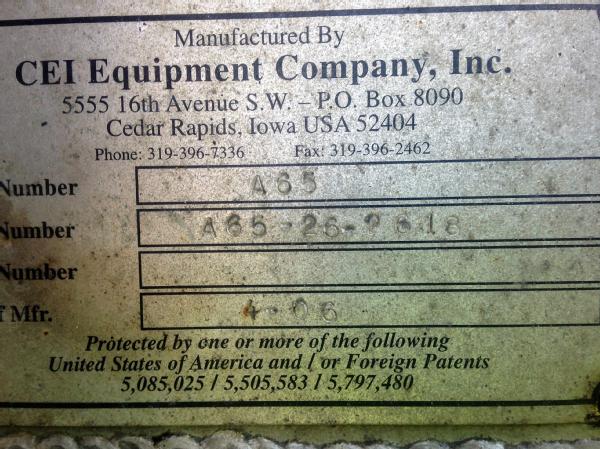 Manufactured By
CEI Equipment Company, Inc.
5555 16th Avenue S.W. – P.O. Box 8090
Cedar Rapids, Iowa USA 52404
Phone: 319-396-7336 Fax: 319-396-2462
Number A65
Number
Number
f Mfr. 4-06
Protected by one or more of the following
United States of America and / or Foreign Patents
5,085,025 / 5,505,583 / 5,797,480